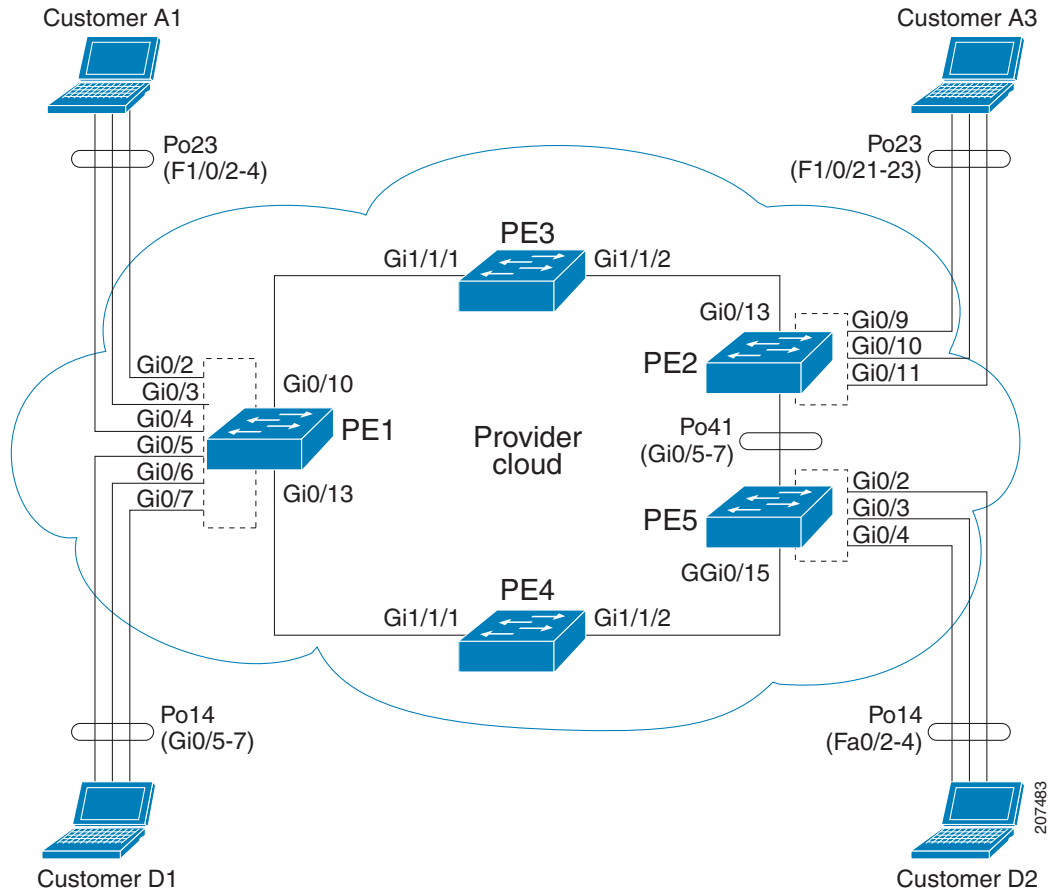 Customer A1
Customer A3
Po23
(F1/0/2-4)
Po23
(F1/0/21-23)
PE3
Gi1/1/1
Gi1/1/2
Gi0/13
Gi0/9
Gi0/10
Gi0/11
PE2
Gi0/2
Gi0/3
Gi0/4
Gi0/5
Gi0/6
Gi0/7
Gi0/10
PE1
Gi0/13
Provider
cloud
Po41
(Gi0/5-7)
Gi0/2
Gi0/3
Gi0/4
PE5
GGi0/15
PE4
Gi1/1/1
Gi1/1/2
Po14
(Gi0/5-7)
Po14
(Fa0/2-4)
Customer D1
Customer D2
207483